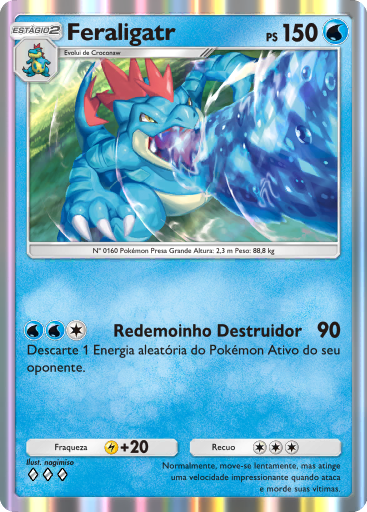 ESTÁGIO 2
Feraligatr
PS 150
Evolui de Croconaw
Nº 0160 Pokémon Presa Grande Altura: 2,3 m Peso: 88,8 kg
Redemoinho Destruidor 90
Descarte 1 Energia aleatória do Pokémon Ativo do seu
oponente.
Fraqueza +20
Recuo
Ilust. nagimiso
Normalmente, move-se lentamente, mas atinge
uma velocidade impressionante quando ataca
e morde suas vítimas.